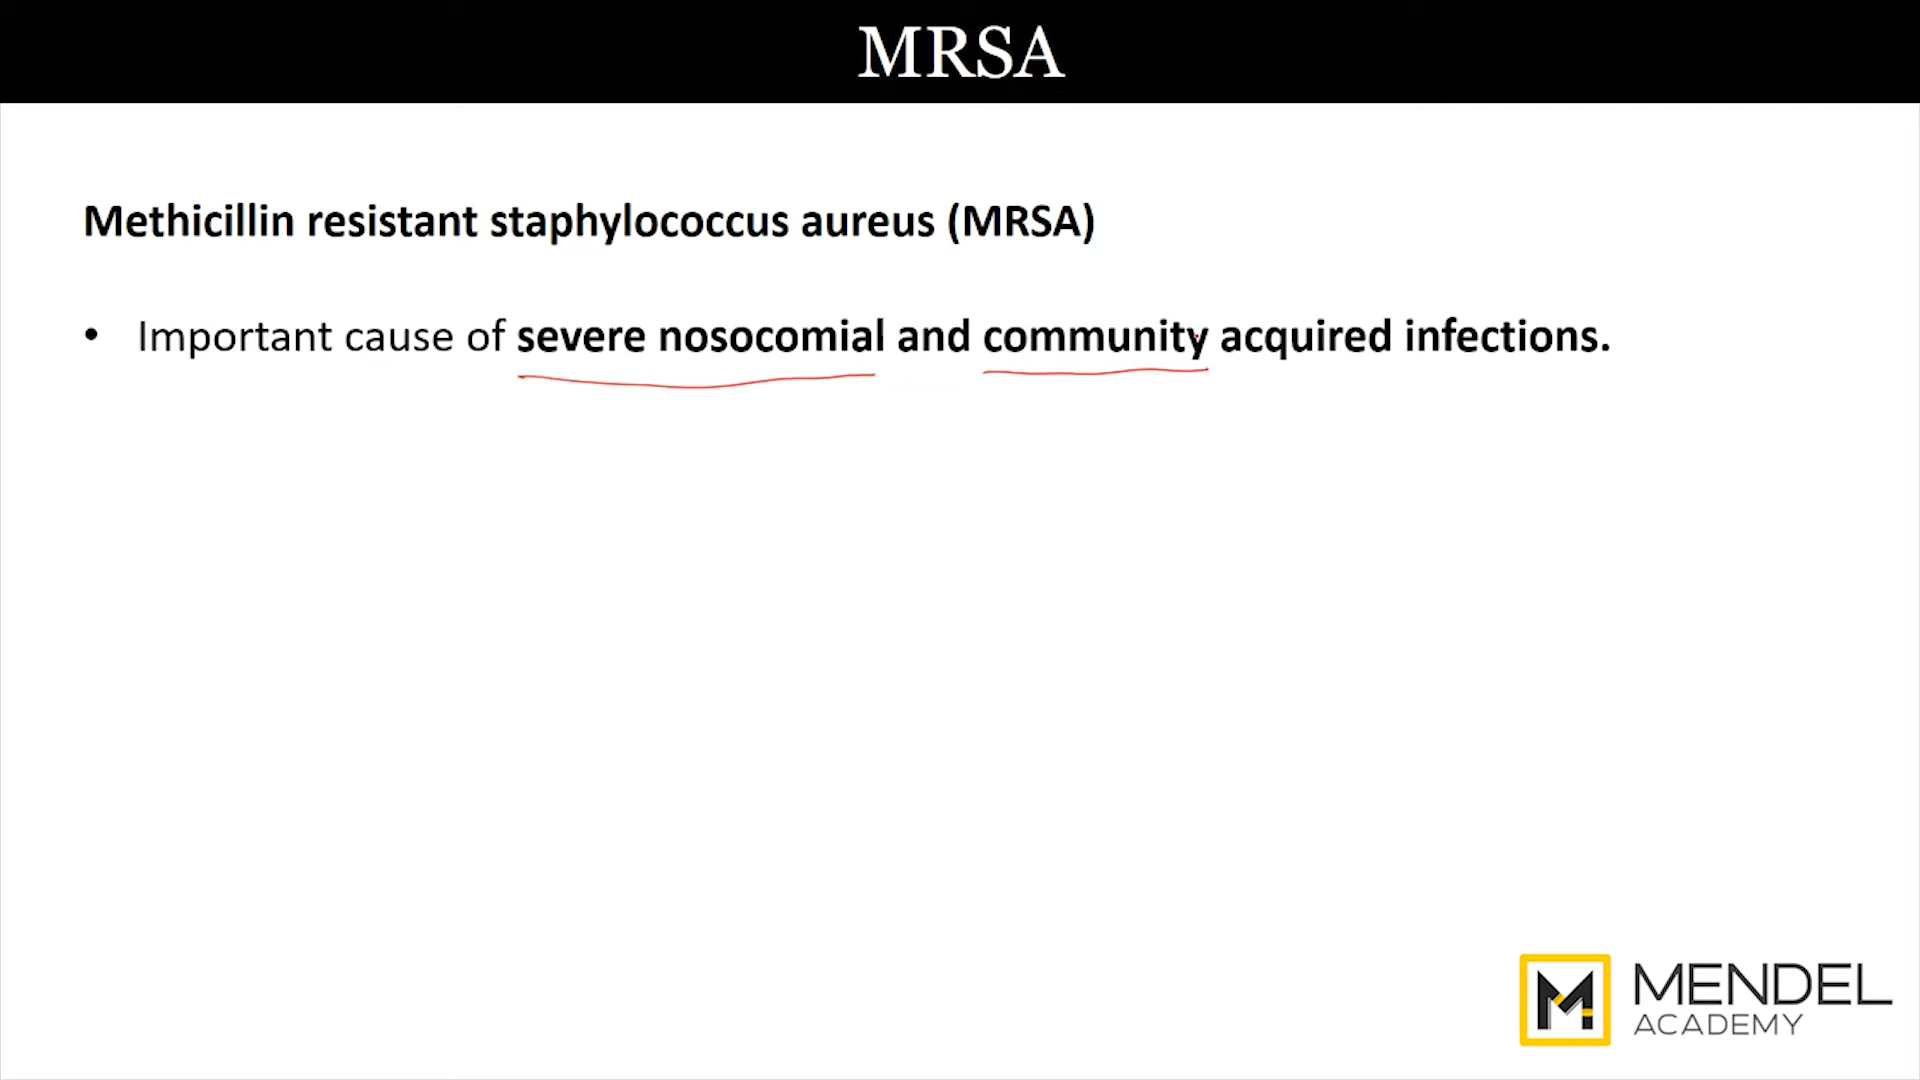 MRSA
Methicillin resistant staphylococcus aureus (MRSA)
• Important cause of severe nosocomial and community acquired infections.
MENDEL
ACADEMY